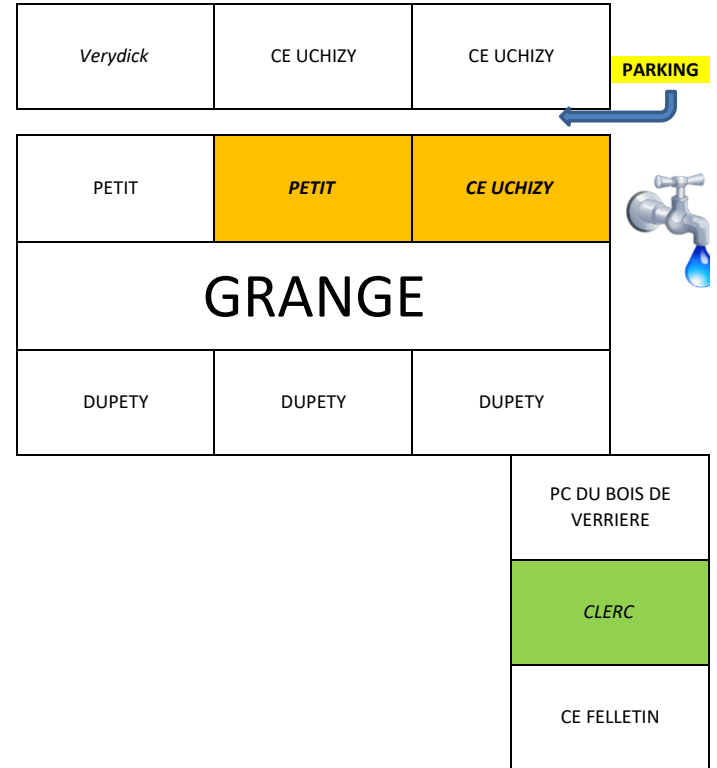 Verydick CE UCHIZY CE UCHIZY
PARKING
PETIT PETIT CE UCHIZY
GRANGE
DUPETY DUPETY DUPETY
PC DU BOIS DE
VERRIERE
CLERC
CE FELLETIN